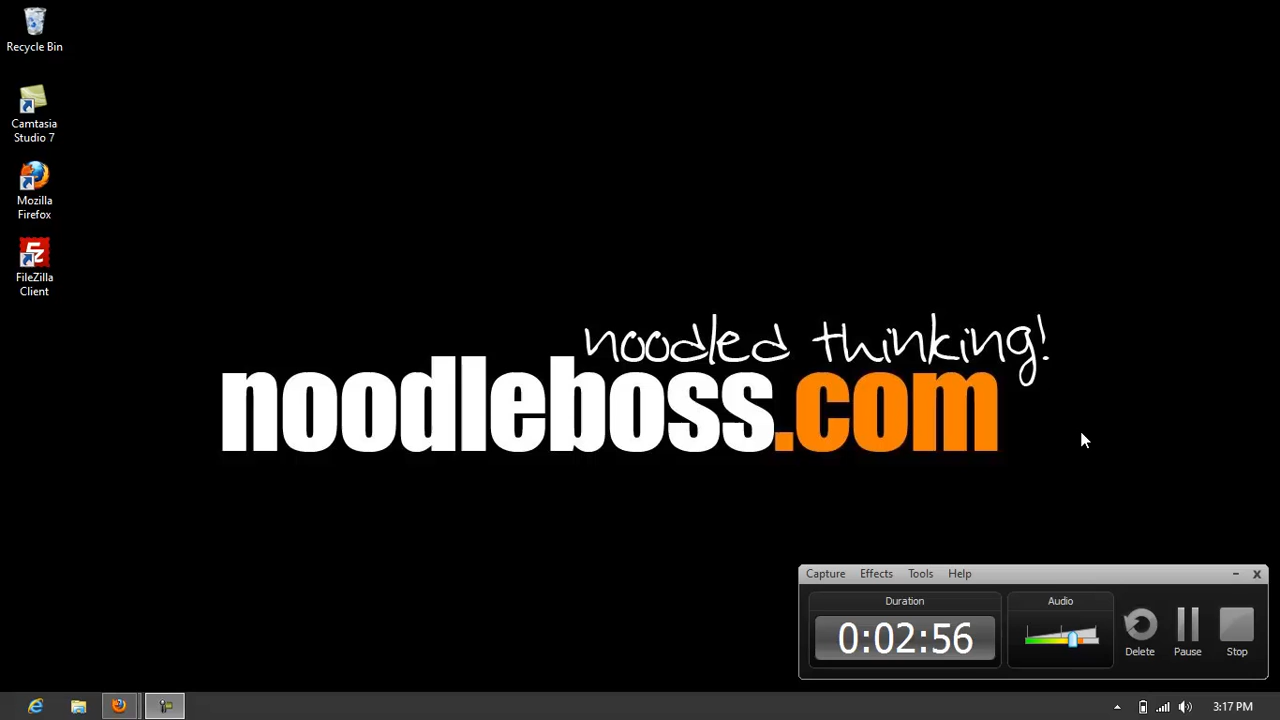 Recycle Bin
Camtasia
Studio 7
Mozilla
Firefox
FileZilla
Client
noodled thinking!
noodleboss.com
Capture Effects Tools Help
Duration
0:02:56
Audio
Delete
Pause
Stop
3:17 PM